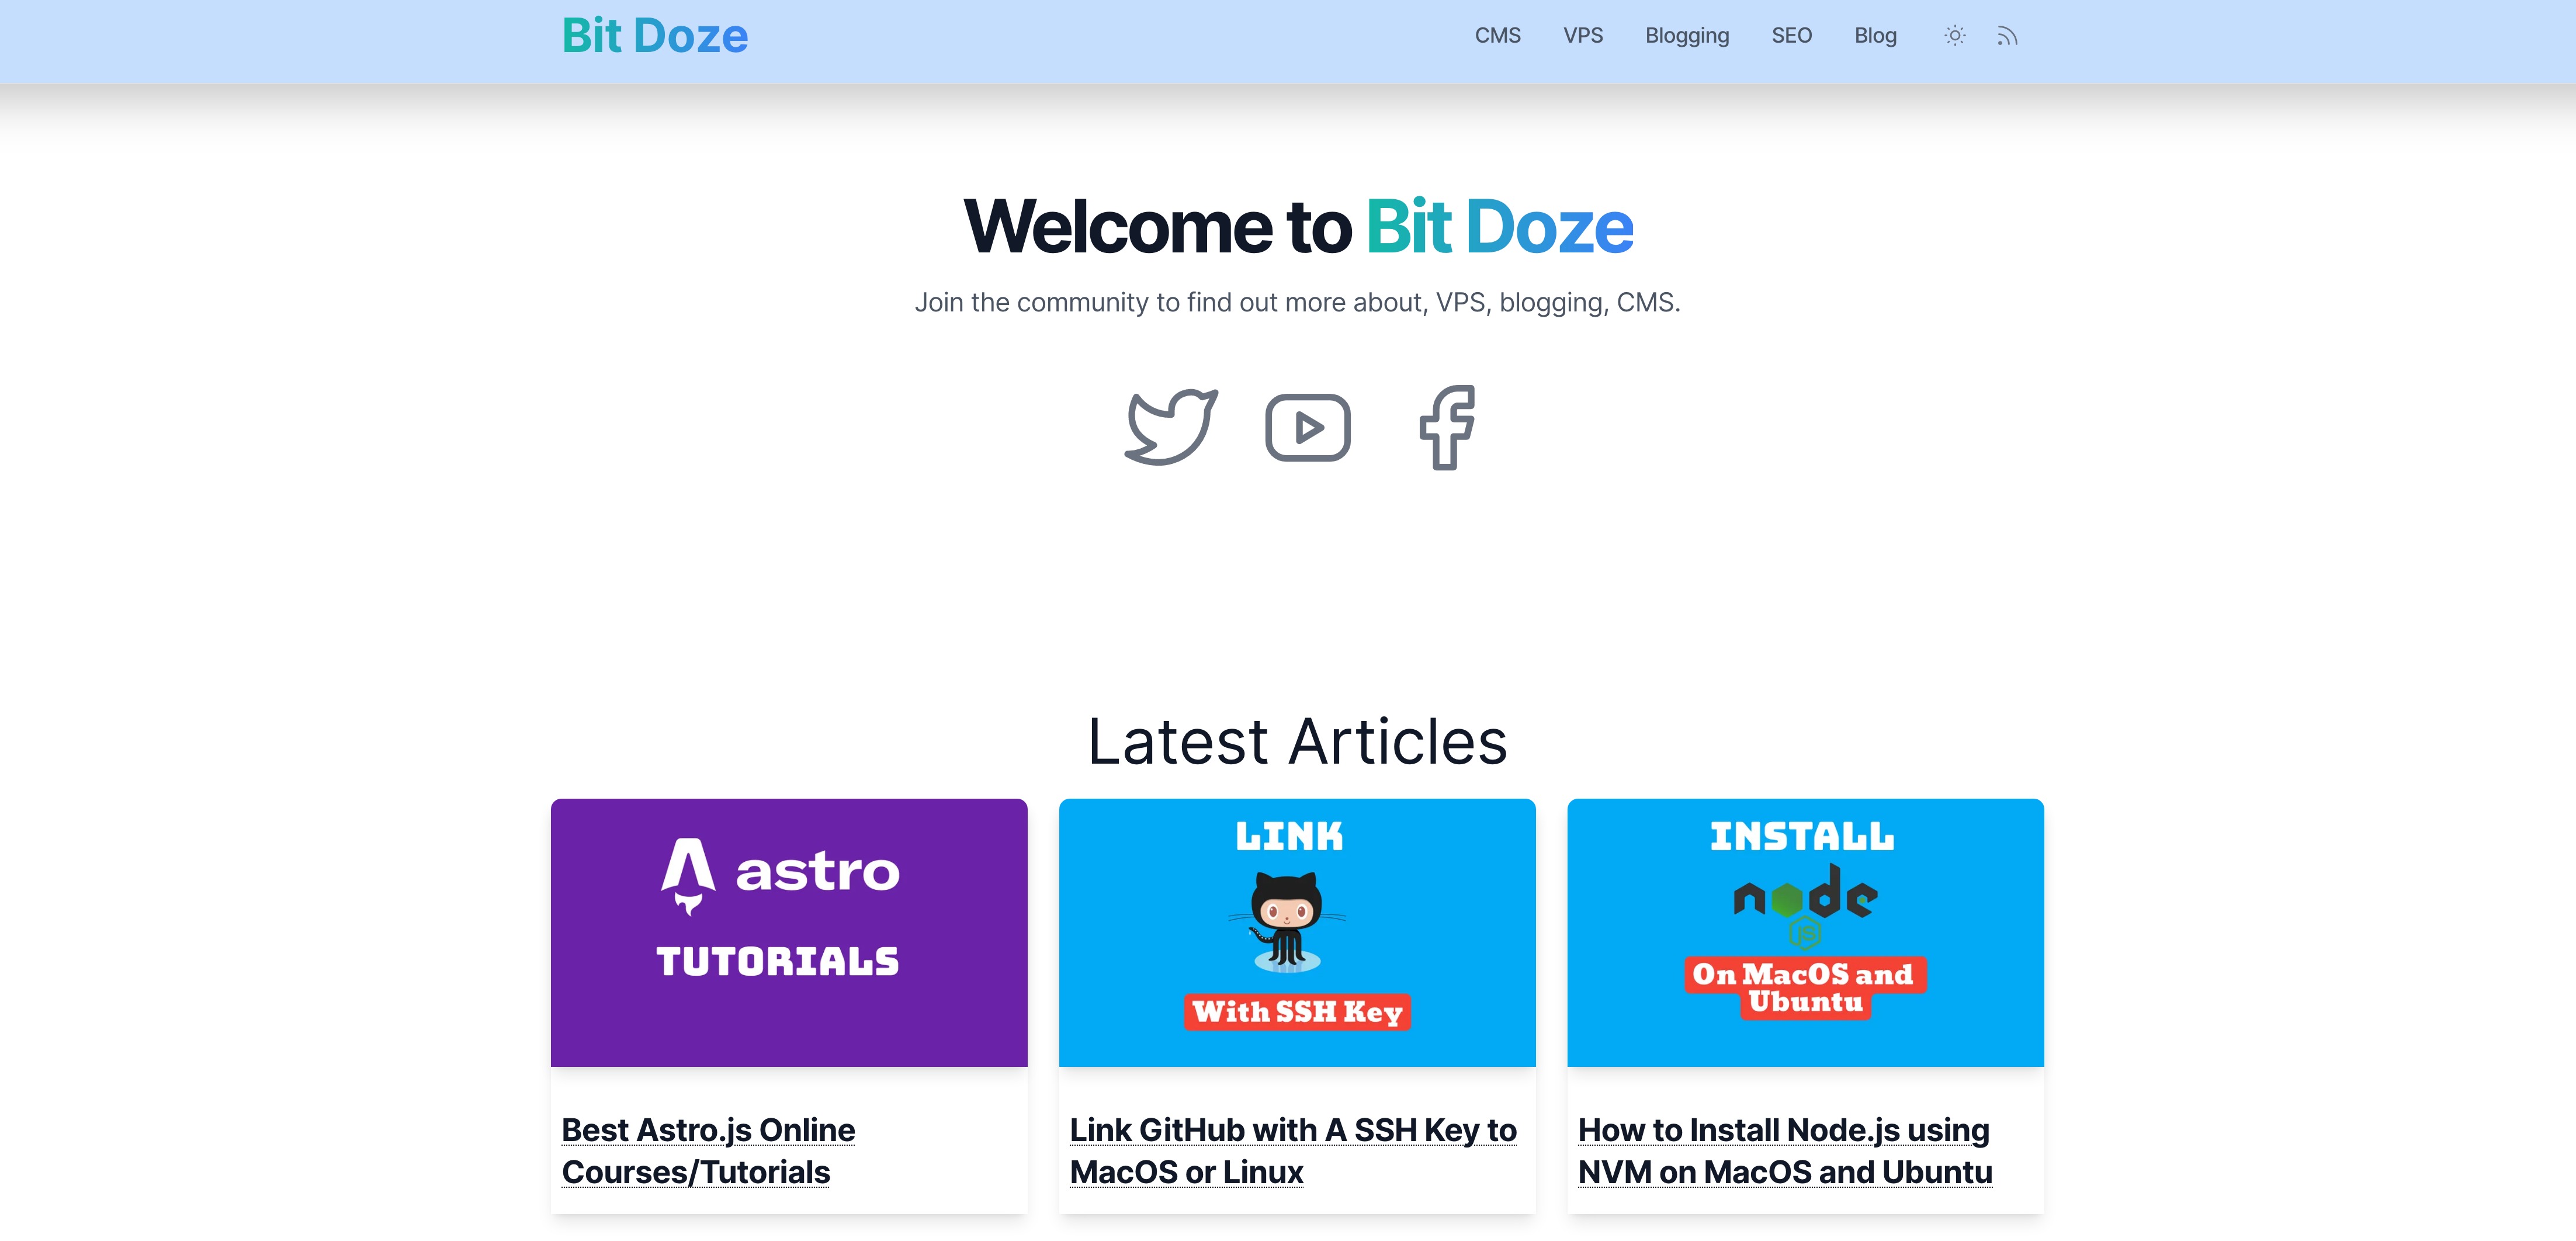 Bit Doze
CMS VPS Blogging SEO Blog
Welcome to Bit Doze
Join the community to find out more about, VPS, blogging, CMS.
Latest Articles
astro
TUTORIALS
LINK
With SSH Key
INSTALL
node
JS
On MacOS and
Ubuntu
Best Astro.js Online
Courses/Tutorials
Link GitHub with A SSH Key to
MacOS or Linux
How to Install Node.js using
NVM on MacOS and Ubuntu